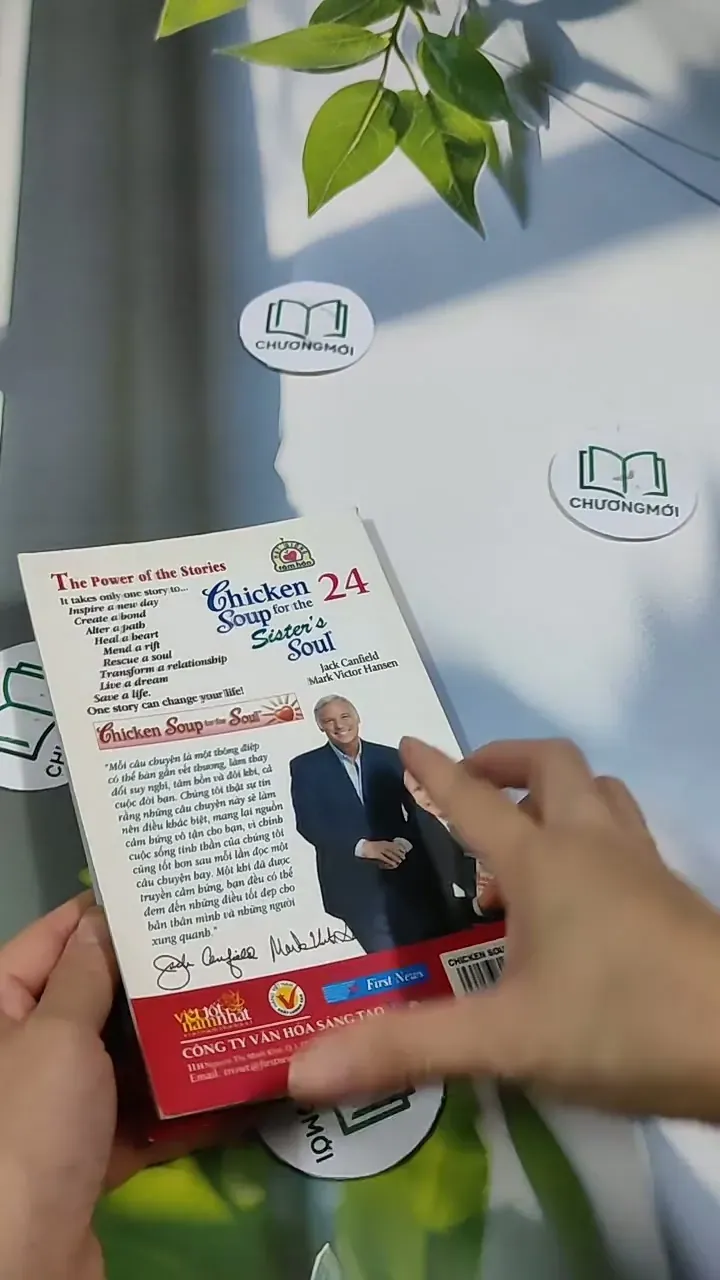 CHƯƠNGMỚI
CHƯƠNGMỚI
The Power of the Stories
It takes only one story to...
Inspire a new day
Create a bond
Alter a path
Heal a heart
Mend a rift
Rescue a soul
Transform a relationship
Live a dream
Save a life.
One story can change your life!
Chicken
Soup for the
Sister's
Soul
24
Jack Canfield
Mark Victor Hansen
Chicken Soup for the Soul
"Mỗi câu chuyện là một thông điệp
có thể hàn gắn vết thương, làm thay
đổi suy nghĩ, tâm hồn và đôi khi, cả
cuộc đời bạn. Chúng tôi thật sự tin
rằng những câu chuyện này sẽ làm
nên điều khác biệt, mang lại nguồn
cảm hứng vô tận cho bạn, vì chính
cuộc sống tinh thần của chúng tôi
cũng tốt hơn sau mỗi lần đọc một
câu chuyện hay. Một khi đã được
truyền cảm hứng, bạn đều có thể
đem đến những điều tốt đẹp cho
bản thân mình và những người
xung quanh."
Jack Canfield
First News
CHICKEN SOU
CÔNG TY VĂN HÓA SÁNG TẠO
Email:
MỚI